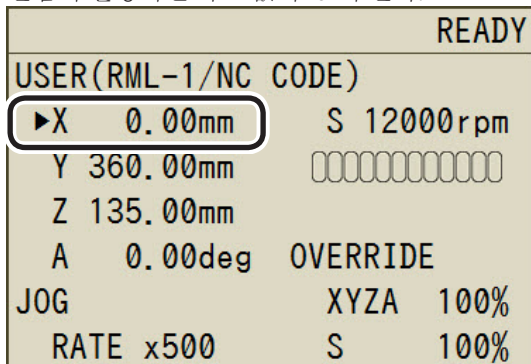 READY
USER(RML-1/NC CODE)
▶X 0.00mm S 12000rpm
Y 360.00mm
Z 135.00mm
A 0.00deg OVERRIDE
JOG XYZA 100%
RATE x500 S 100%